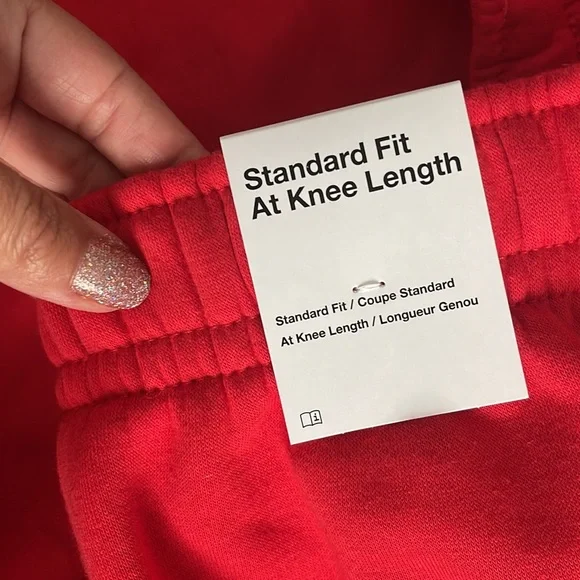 Standard Fit
At Knee Length
Standard Fit / Coupe Standard
At Knee Length / Longueur Genou
i